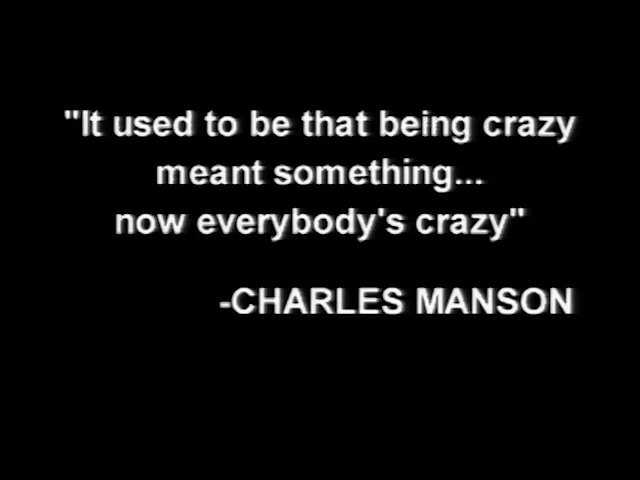 "It used to be that being crazy
meant something...
now everybody's crazy"
-CHARLES MANSON